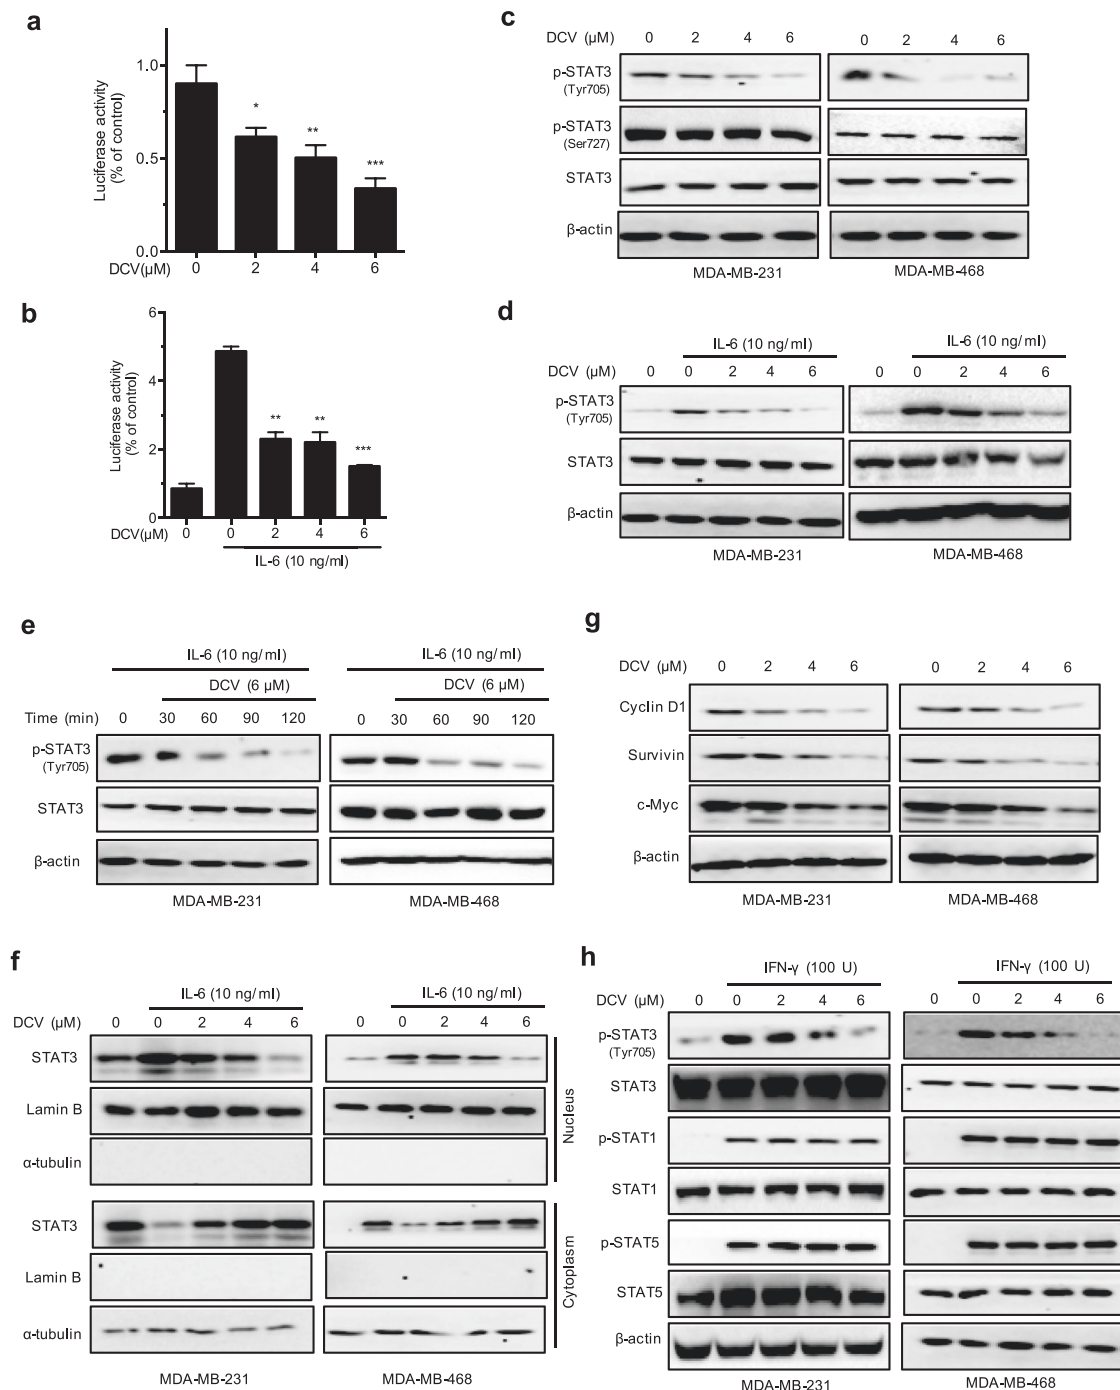 a
Luciferase activity
(% of control)
1.0
0.5
0.0
DCV(μM) 0 2 4 6
* ** ***
b
Luciferase activity
(% of control)
6
4
2
0
** ** ***
DCV(μM) 0 0 2 4 6
IL-6 (10 ng/ml)
c
DCV (μM) 0 2 4 6 0 2 4 6
p-STAT3
(Tyr705)
p-STAT3
(Ser727)
STAT3
β-actin
MDA-MB-231 MDA-MB-468
d
IL-6 (10 ng/ml) IL-6 (10 ng/ml)
DCV (μM) 0 0 2 4 6 0 0 2 4 6
p-STAT3
(Tyr705)
STAT3
β-actin
MDA-MB-231 MDA-MB-468
e
IL-6 (10 ng/ml) IL-6 (10 ng/ml)
DCV (6 μM) DCV (6 μM)
Time (min) 0 30 60 90 120 0 30 60 90 120
p-STAT3
(Tyr705)
STAT3
β-actin
MDA-MB-231 MDA-MB-468
g
DCV (μM) 0 2 4 6 0 2 4 6
Cyclin D1
Survivin
c-Myc
β-actin
MDA-MB-231 MDA-MB-468
f
IL-6 (10 ng/ml) IL-6 (10 ng/ml)
DCV (μM) 0 0 2 4 6 0 0 2 4 6
STAT3
Lamin B
α-tubulin
Nucleus
STAT3
Lamin B
α-tubulin
Cytoplasm
MDA-MB-231 MDA-MB-468
h
IFN-γ (100 U) IFN-γ (100 U)
DCV (μM) 0 0 2 4 6 0 0 2 4 6
p-STAT3
(Tyr705)
STAT3
p-STAT1
STAT1
p-STAT5
STAT5
β-actin
MDA-MB-231 MDA-MB-468